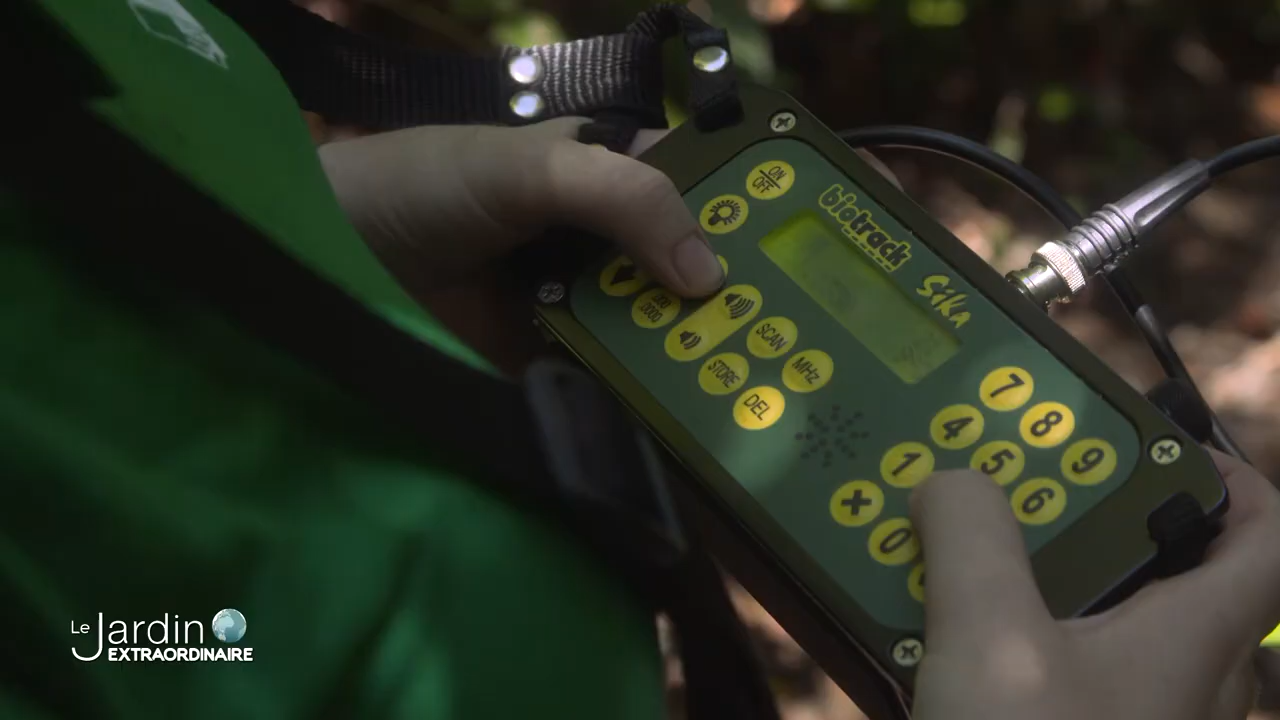 ON
OFF
biotrack
Sika
SCAN
MHz
STORE
DEL
7
8
9
4
5
6
1
0
Le Jardin
EXTRAORDINAIRE